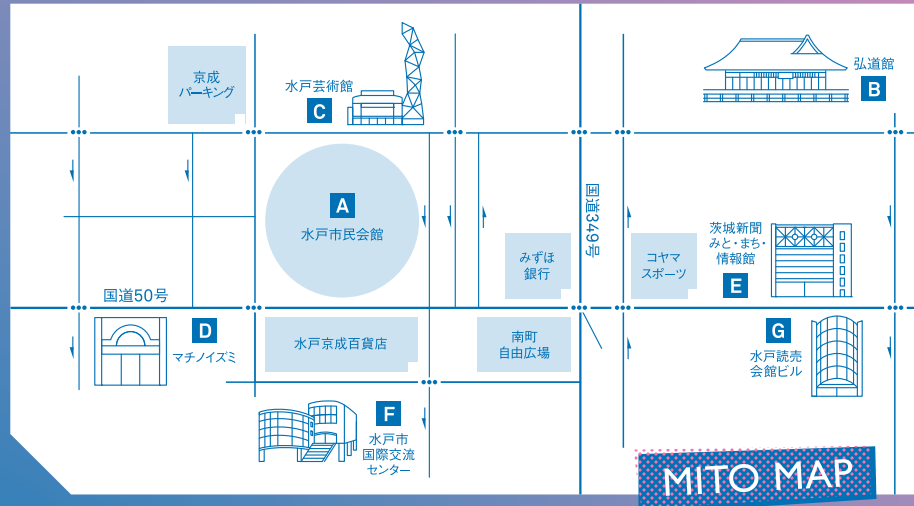 京成
パーキング
水戸芸術館
C
弘道館
B
A
水戸市民会館
国道349号
みずほ
銀行
コヤマ
スポーツ
茨城新聞
みと・まち・
情報館
E
国道50号
D
マチノイズミ
水戸京成百貨店
南町
自由広場
G
水戸読売
会館ビル
F
水戸市
国際交流
センター
MITO MAP